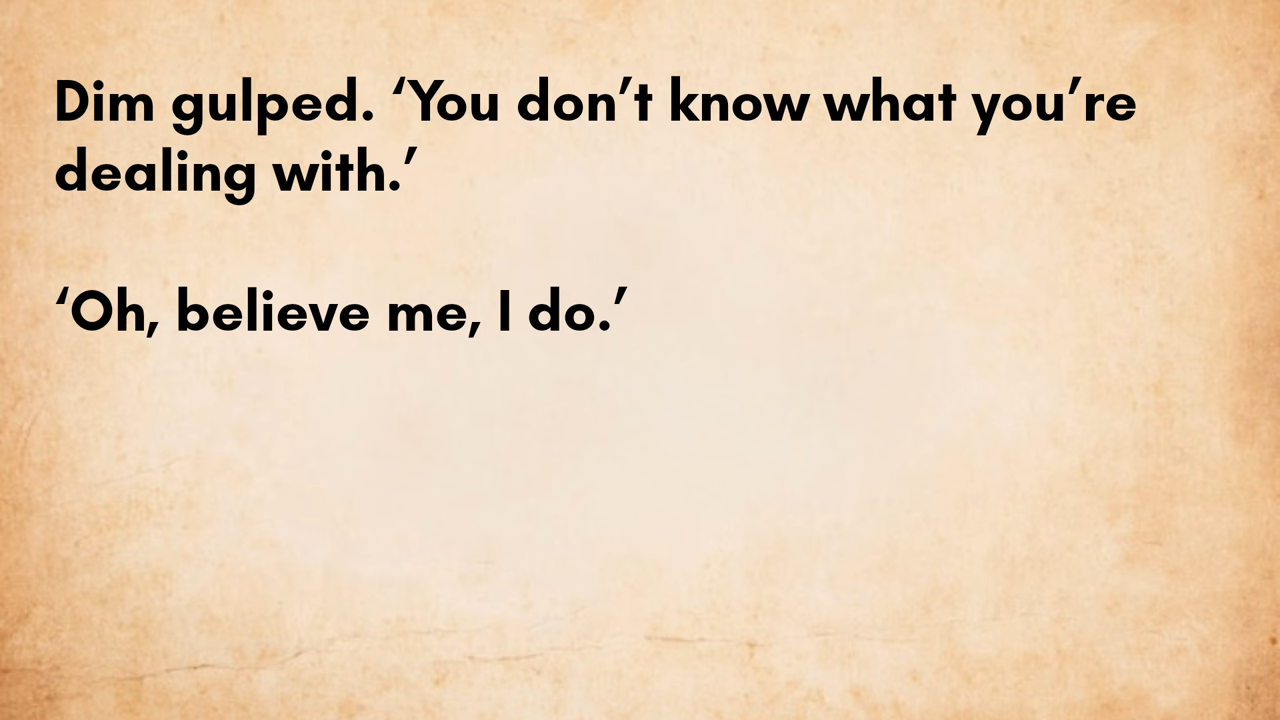 Dim gulped. ‘You don’t know what you’re
dealing with.’
‘Oh, believe me, I do.’